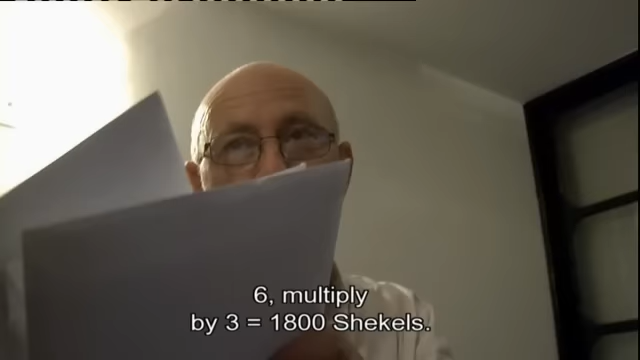 6, multiply
by 3 = 1800 Shekels.